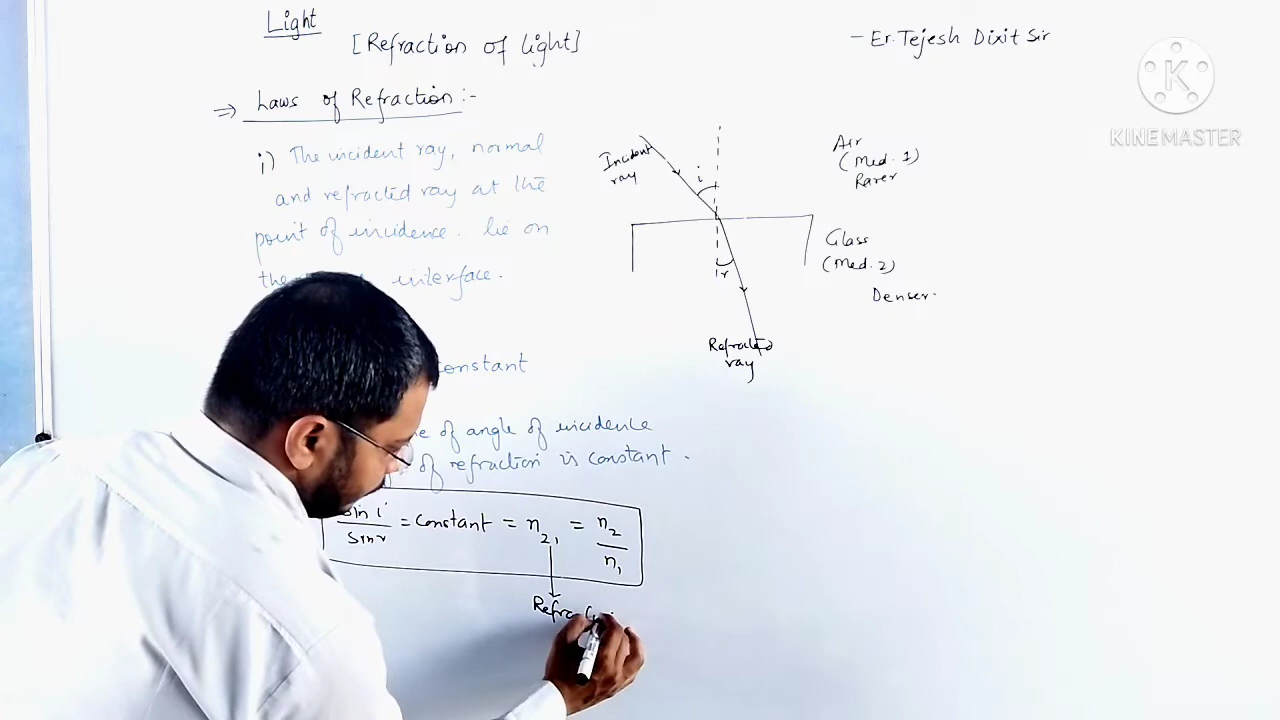 Light
[Refraction of light]
- Er. Tejesh Dixit Sir
K
KINEMASTER
⇒ Laws of Refraction:-
i) The incident ray, normal
and refracted ray at the
point of incidence. lie on
the interface.
constant
of angle of incidence
of refraction is constant.
sin i / sin r = constant = n21 = n2 / n1
Incident
ray
i
r
Refracted
ray
Air
(Med. 1)
Rarer
Glass
(Med. 2)
Denser.